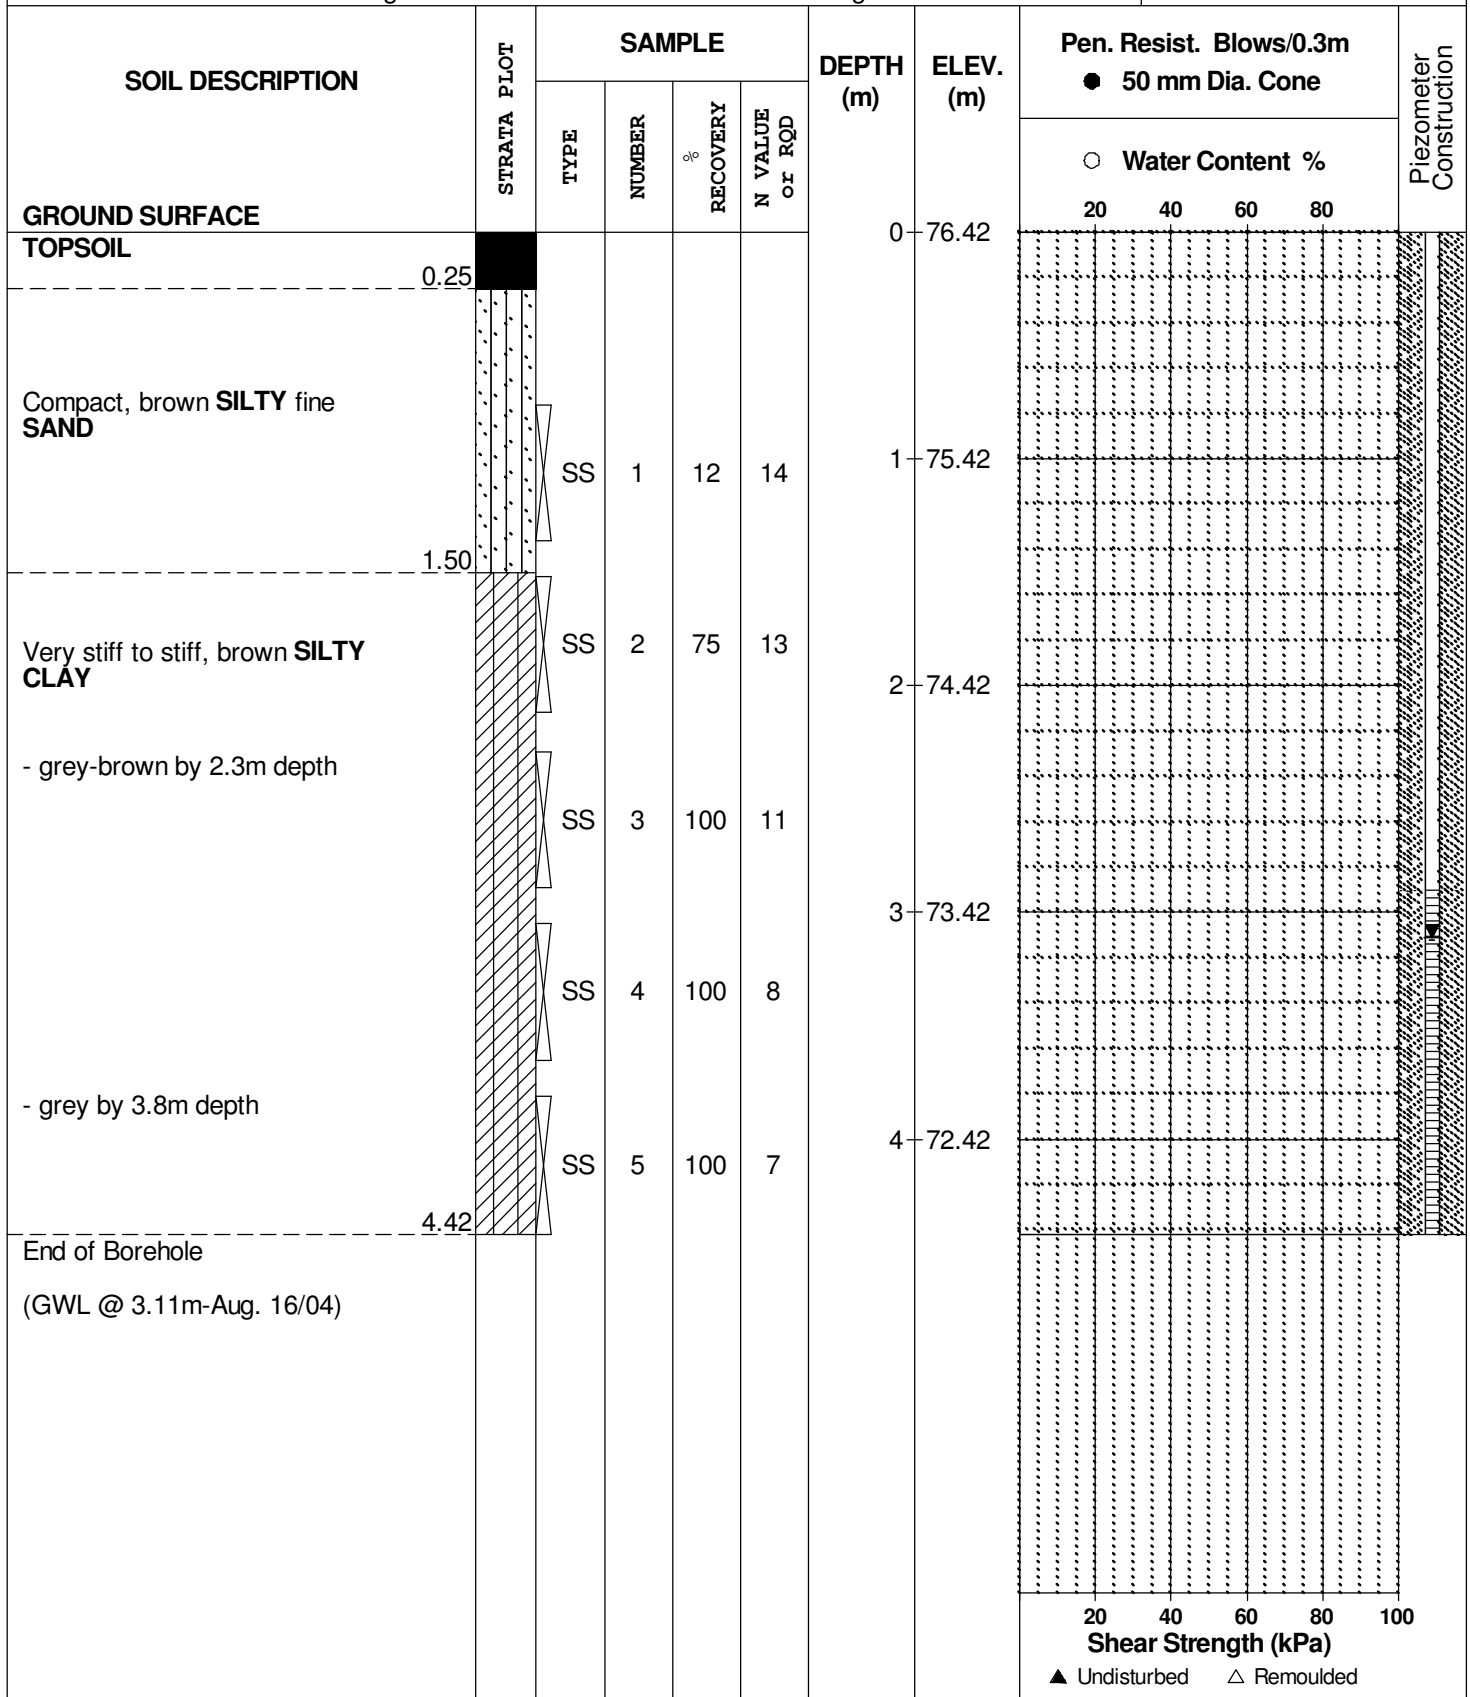 SOIL DESCRIPTION
GROUND SURFACE
STRATA PLOT
SAMPLE
TYPE
NUMBER
% RECOVERY
N VALUE or RQD
DEPTH (m)
ELEV. (m)
Pen. Resist. Blows/0.3m
● 50 mm Dia. Cone
○ Water Content %
20 40 60 80
Piezometer Construction
0 76.42
TOPSOIL
0.25
Compact, brown SILTY fine
SAND
1 75.42
SS 1 12 14
1.50
Very stiff to stiff, brown SILTY
CLAY
SS 2 75 13
2 74.42
- grey-brown by 2.3m depth
SS 3 100 11
3 73.42
SS 4 100 8
- grey by 3.8m depth
4 72.42
SS 5 100 7
4.42
End of Borehole
(GWL @ 3.11m-Aug. 16/04)
20 40 60 80 100
Shear Strength (kPa)
▲ Undisturbed △ Remoulded